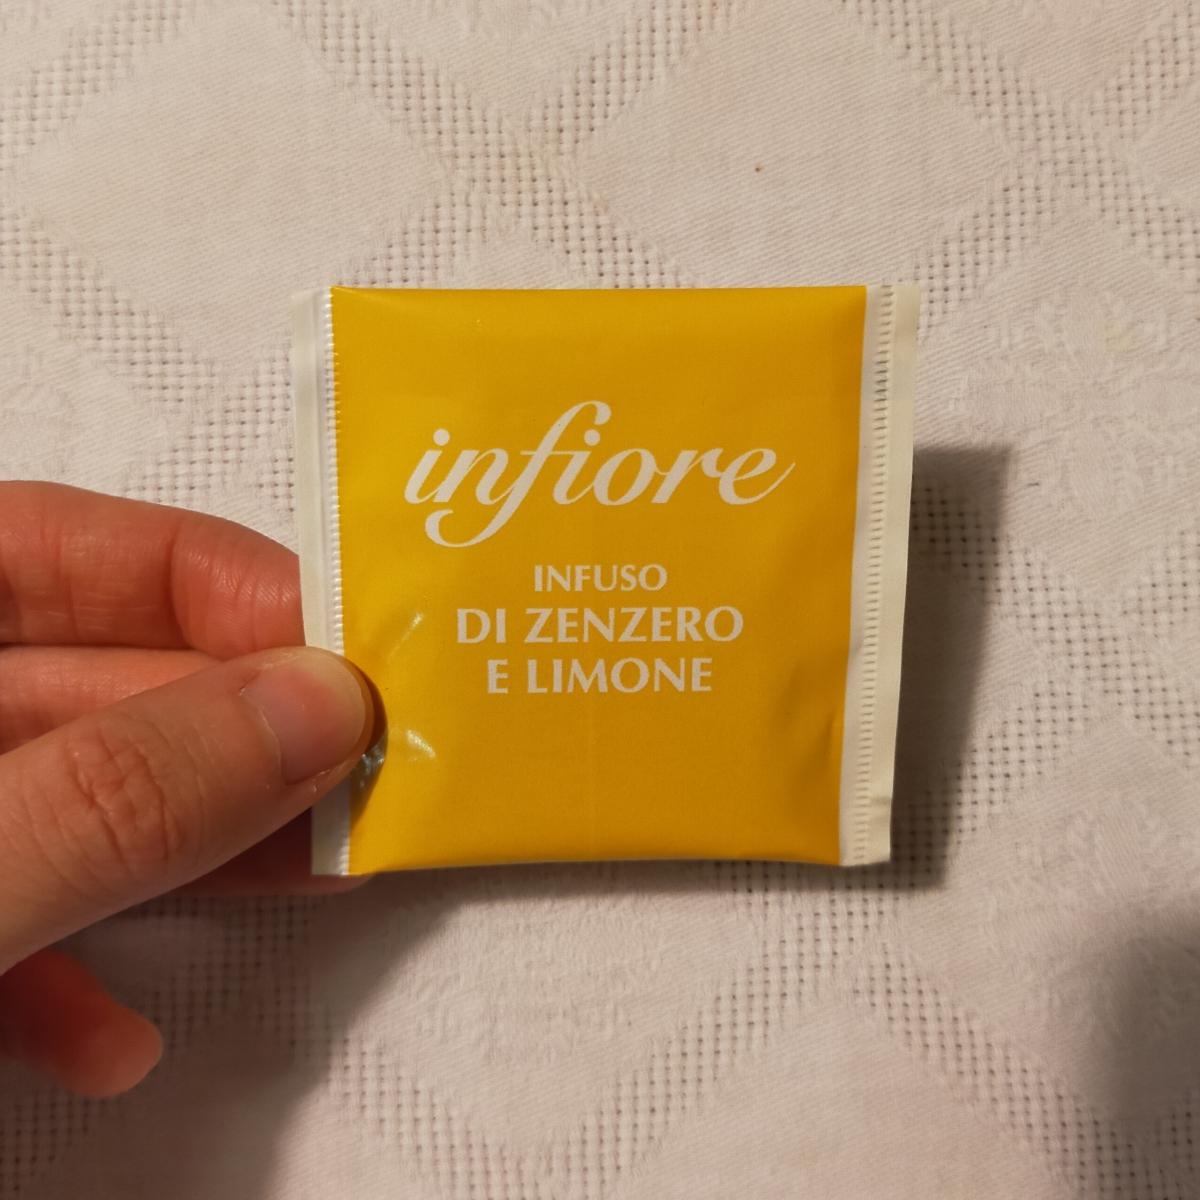 infiore
INFUSO
DI ZENZERO
E LIMONE